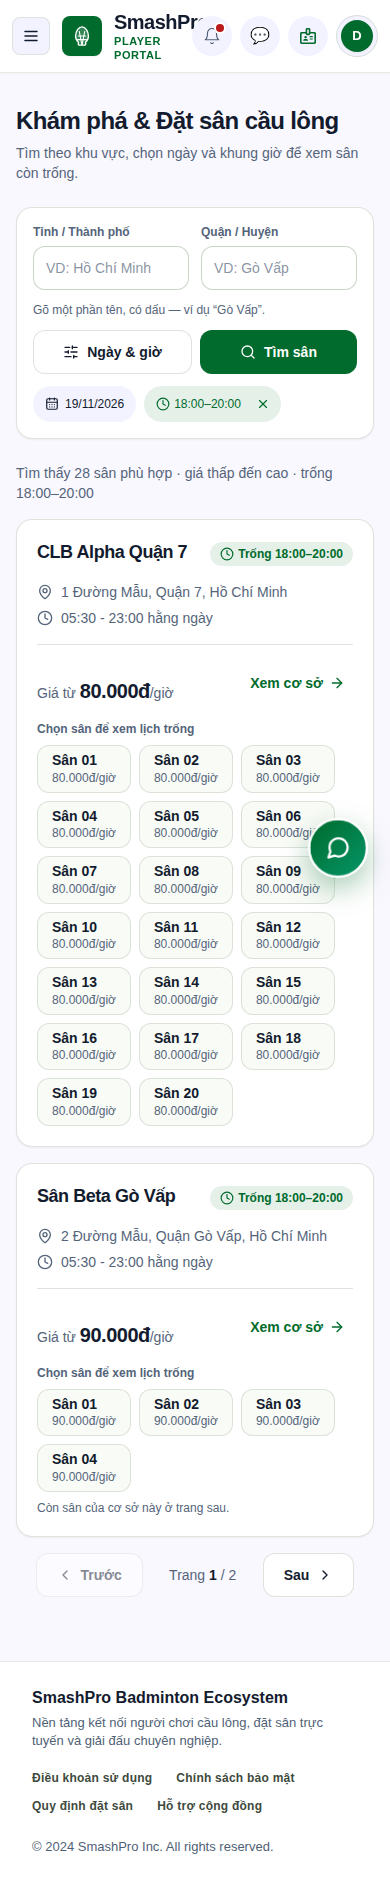 SmashPr
PLAYER
PORTAL
D
Khám phá & Đặt sân cầu lông
Tìm theo khu vực, chọn ngày và khung giờ để xem sân
còn trống.
Tỉnh / Thành phố
Quận / Huyện
VD: Hồ Chí Minh
VD: Gò Vấp
Gõ một phần tên, có dấu — ví dụ “Gò Vấp”.
Ngày & giờ
Tìm sân
19/11/2026
18:00–20:00
Tìm thấy 28 sân phù hợp · giá thấp đến cao · trống
18:00–20:00
CLB Alpha Quận 7
Trống 18:00–20:00
1 Đường Mẫu, Quận 7, Hồ Chí Minh
05:30 - 23:00 hằng ngày
Giá từ 80.000đ/giờ
Xem cơ sở
Chọn sân để xem lịch trống
Sân 01
80.000đ/giờ
Sân 02
80.000đ/giờ
Sân 03
80.000đ/giờ
Sân 04
80.000đ/giờ
Sân 05
80.000đ/giờ
Sân 06
80.000đ/giờ
Sân 07
80.000đ/giờ
Sân 08
80.000đ/giờ
Sân 09
80.000đ/giờ
Sân 10
80.000đ/giờ
Sân 11
80.000đ/giờ
Sân 12
80.000đ/giờ
Sân 13
80.000đ/giờ
Sân 14
80.000đ/giờ
Sân 15
80.000đ/giờ
Sân 16
80.000đ/giờ
Sân 17
80.000đ/giờ
Sân 18
80.000đ/giờ
Sân 19
80.000đ/giờ
Sân 20
80.000đ/giờ
Sân Beta Gò Vấp
Trống 18:00–20:00
2 Đường Mẫu, Quận Gò Vấp, Hồ Chí Minh
05:30 - 23:00 hằng ngày
Giá từ 90.000đ/giờ
Xem cơ sở
Chọn sân để xem lịch trống
Sân 01
90.000đ/giờ
Sân 02
90.000đ/giờ
Sân 03
90.000đ/giờ
Sân 04
90.000đ/giờ
Còn sân của cơ sở này ở trang sau.
Trước
Trang 1 / 2
Sau
SmashPro Badminton Ecosystem
Nền tảng kết nối người chơi cầu lông, đặt sân trực
tuyến và giải đấu chuyên nghiệp.
Điều khoản sử dụng
Chính sách bảo mật
Quy định đặt sân
Hỗ trợ cộng đồng
© 2024 SmashPro Inc. All rights reserved.